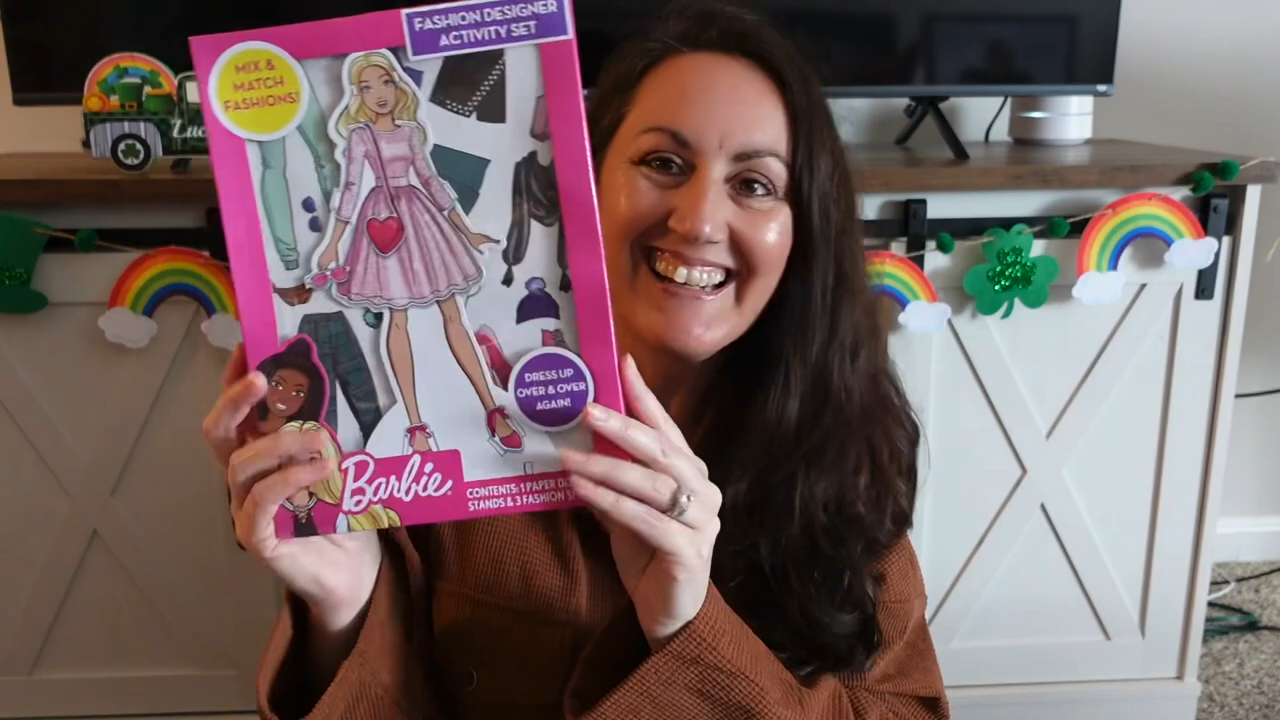 FASHION DESIGNER
ACTIVITY SET
MIX &
MATCH
FASHIONS!
Luc
DRESS UP
OVER & OVER
AGAIN!
Barbie
CONTENTS: 1 PAPER
STANDS & 3 FASHION